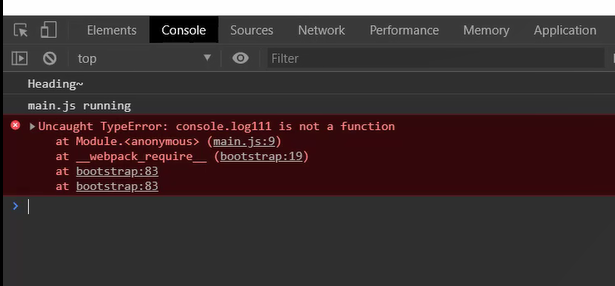 Elements Console Sources Network Performance Memory Application
top Filter
Heading~
main.js running
Uncaught TypeError: console.log111 is not a function
at Module.<anonymous> (main.js:9)
at __webpack_require__ (bootstrap:19)
at bootstrap:83
at bootstrap:83